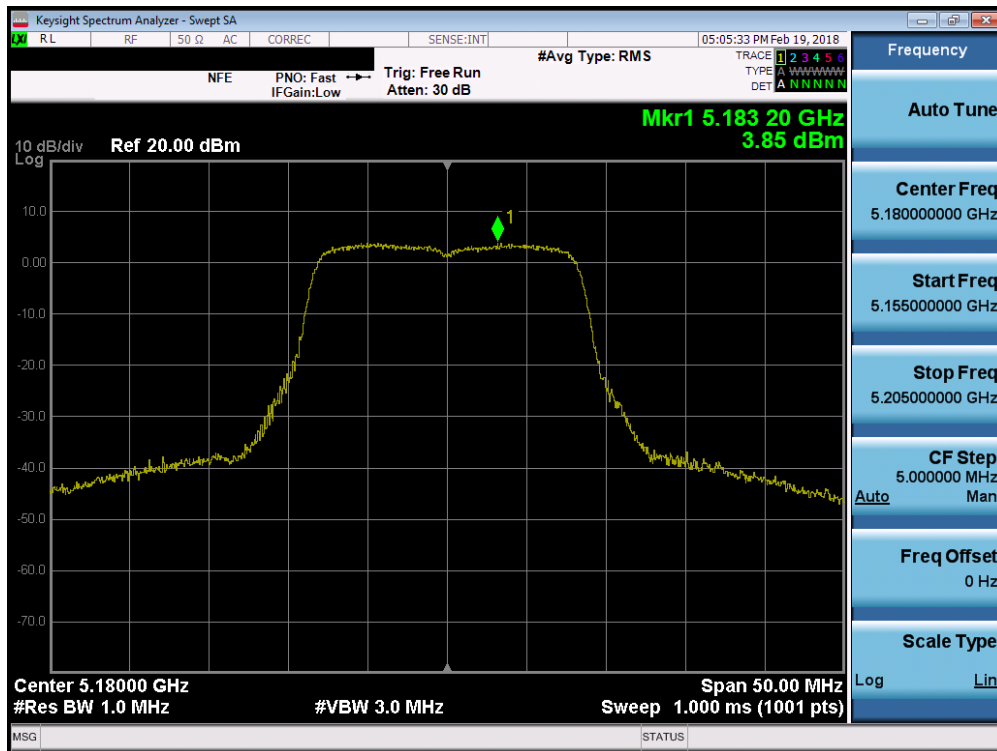 Keysight Spectrum Analyzer - Swept SA
LXI RL RF 50 Ω AC CORREC SENSE:INT 05:05:33 PM Feb 19, 2018
NFE PNO: Fast Trig: Free Run #Avg Type: RMS TRACE 1 2 3 4 5 6
IFGain:Low Atten: 30 dB TYPE A WWWWW
DET A N N N N N
Mkr1 5.183 20 GHz
3.85 dBm
10 dB/div Ref 20.00 dBm
Log
1
10.0
0.00
-10.0
-20.0
-30.0
-40.0
-50.0
-60.0
-70.0
Center 5.18000 GHz Span 50.00 MHz
#Res BW 1.0 MHz #VBW 3.0 MHz Sweep 1.000 ms (1001 pts)
MSG STATUS
Frequency
Auto Tune
Center Freq
5.180000000 GHz
Start Freq
5.155000000 GHz
Stop Freq
5.205000000 GHz
CF Step
5.000000 MHz
Auto Man
Freq Offset
0 Hz
Scale Type
Log Lin